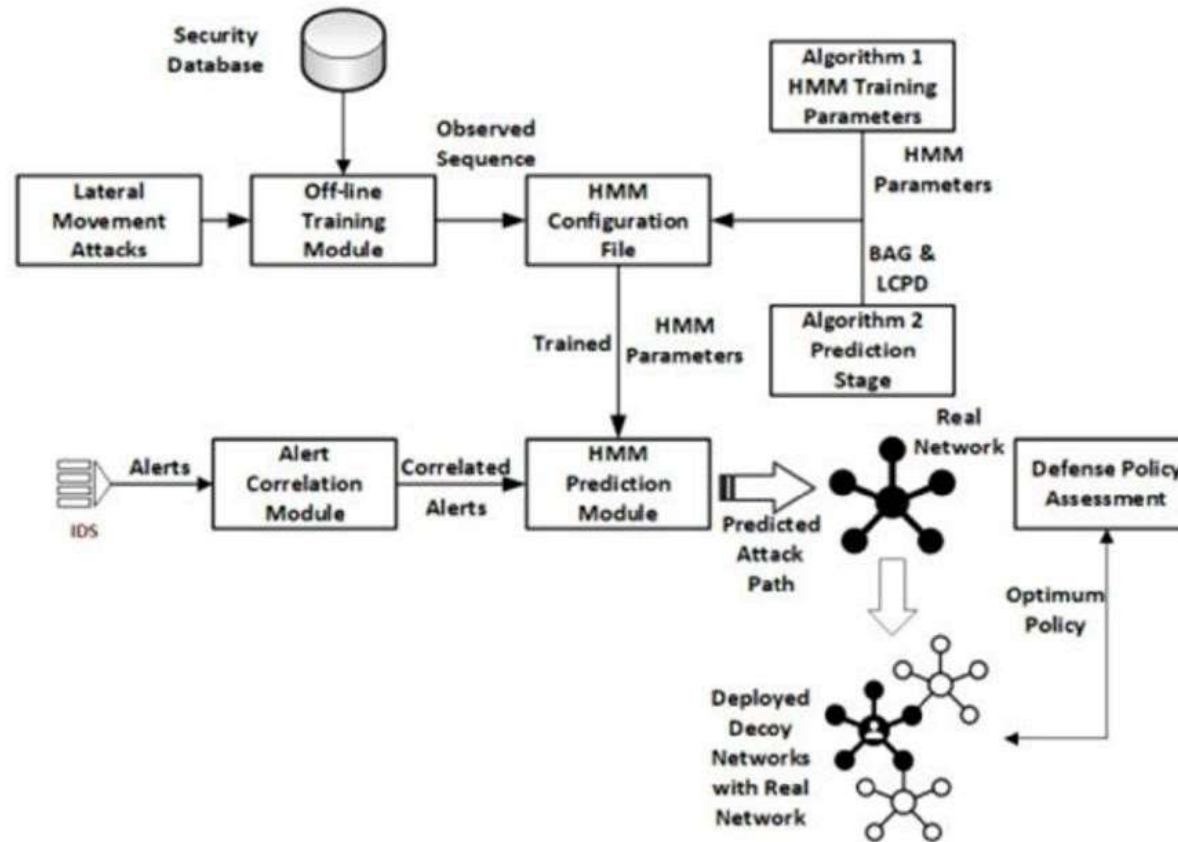 Security
Database
Algorithm 1
HMM Training
Parameters
Observed
Sequence
HMM
Parameters
Lateral
Movement
Attacks
Off-line
Training
Module
HMM
Configuration
File
BAG &
LCPD
Algorithm 2
Prediction
Stage
Trained
HMM
Parameters
Real
Network
IDS
Alerts
Alert
Correlation
Module
Correlated
Alerts
HMM
Prediction
Module
Predicted
Attack
Path
Defense Policy
Assessment
Optimum
Policy
Deployed
Decoy
Networks
with Real
Network